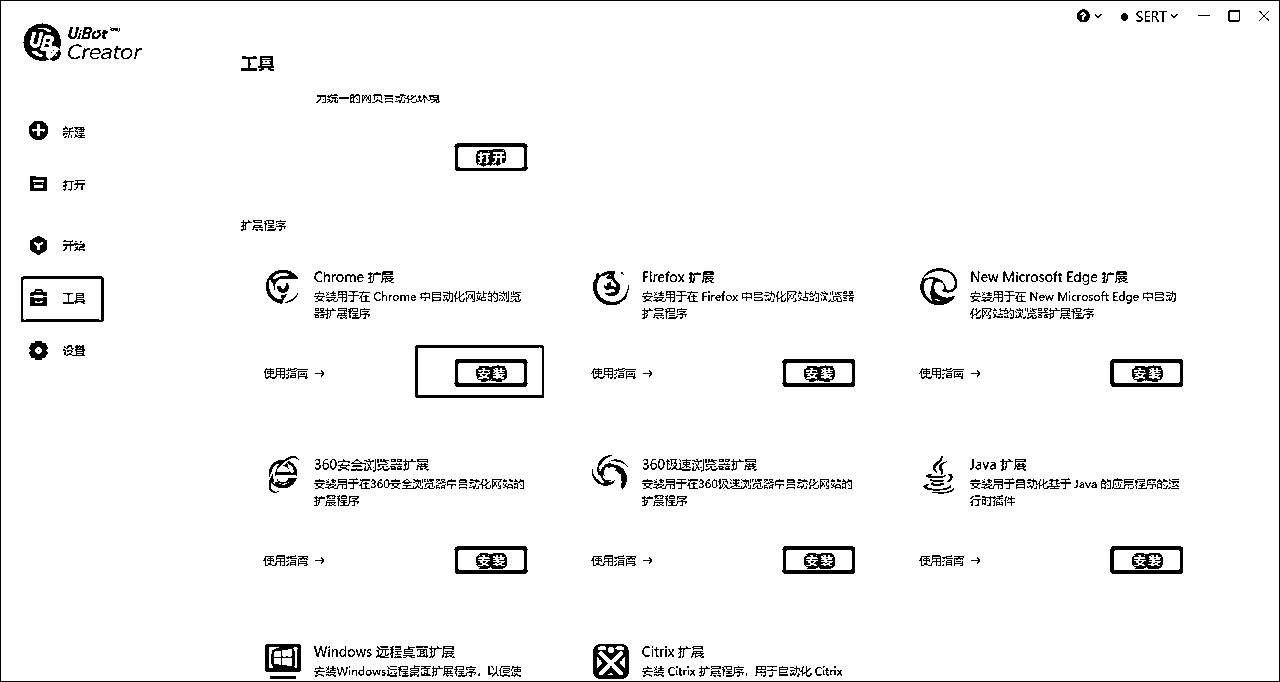 UiBot™ Creator
SERT
工具
为统一的网页自动化环境
新建
打开
打开
开始
工具
设置
扩展程序
Chrome 扩展
安装用于在 Chrome 中自动化网站的浏览
器扩展程序
使用指南 →
安装
Firefox 扩展
安装用于在 Firefox 中自动化网站的浏览器
扩展程序
使用指南 →
安装
New Microsoft Edge 扩展
安装用于在 New Microsoft Edge 中自动
化网站的浏览器扩展程序
使用指南 →
安装
360安全浏览器扩展
安装用于在360安全浏览器中自动化网站的
扩展程序
使用指南 →
安装
360极速浏览器扩展
安装用于在360极速浏览器中自动化网站的
扩展程序
使用指南 →
安装
Java 扩展
安装用于自动化基于 Java 的应用程序的运
行时插件
使用指南 →
安装
Windows 远程桌面扩展
安装Windows远程桌面扩展程序，以便使
Citrix 扩展
安装 Citrix 扩展程序，用于自动化 Citrix